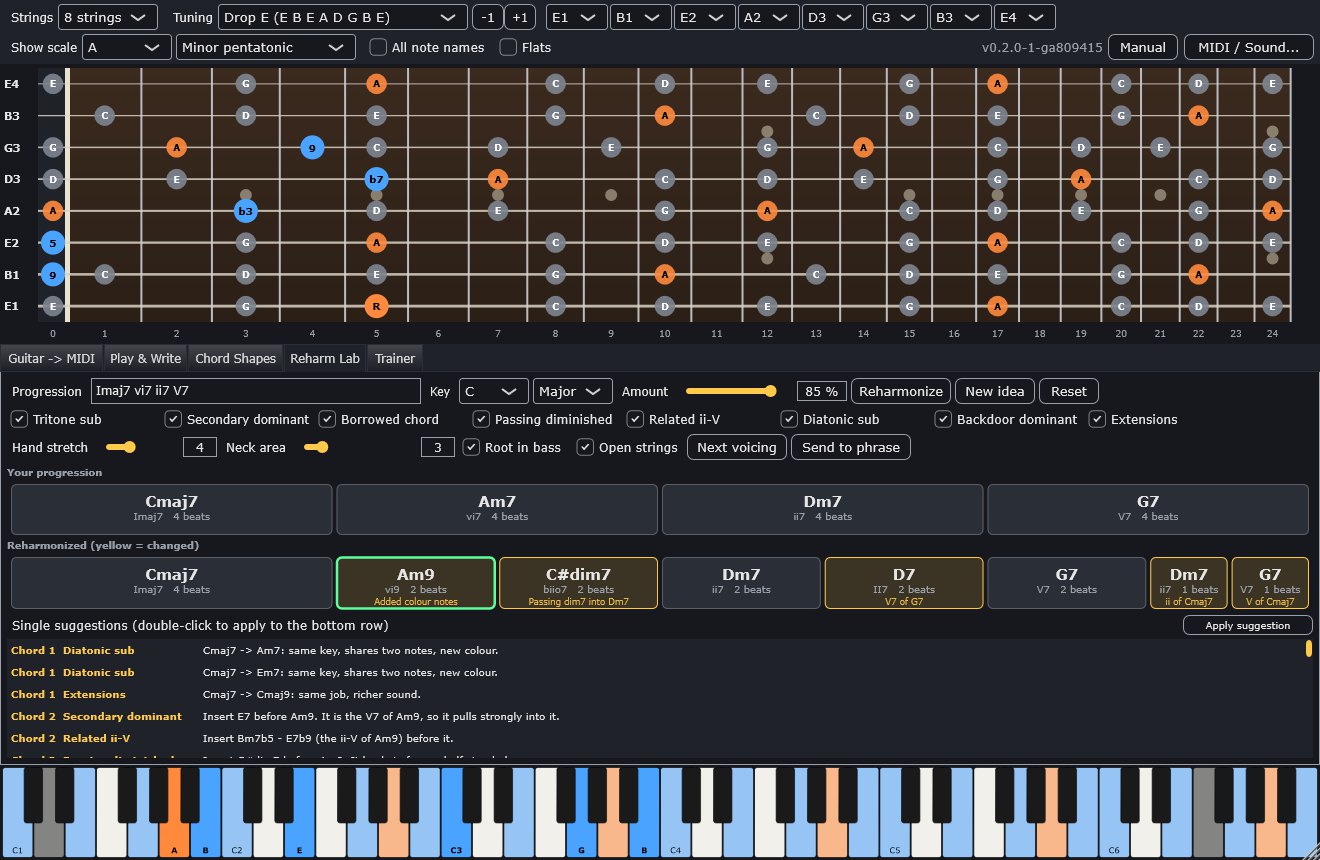 Strings 8 strings Tuning Drop E (E B E A D G B E) -1 +1 E1 B1 E2 A2 D3 G3 B3 E4
Show scale A Minor pentatonic All note names Flats v0.2.0-1-ga809415 Manual MIDI / Sound...
E4 E G A C D E G A C D E
B3 C D E G A C D E G A
G3 G A 9 C D E G A C D E G
D3 D E b7 A C D E G A C D
A2 A b3 D E G A C D E G A
E2 5 G A C D E G A C D E
B1 9 C D E G A C D E G A
E1 E G R C D E G A C D E
0 1 2 3 4 5 6 7 8 9 10 11 12 13 14 15 16 17 18 19 20 21 22 23 24
Guitar -> MIDI Play & Write Chord Shapes Reharm Lab Trainer
Progression Imaj7 vi7 ii7 V7 Key C Major Amount 85 % Reharmonize New idea Reset
Tritone sub Secondary dominant Borrowed chord Passing diminished Related ii-V Diatonic sub Backdoor dominant Extensions
Hand stretch 4 Neck area 3 Root in bass Open strings Next voicing Send to phrase
Your progression
Cmaj7 Am7 Dm7 G7
Imaj7 4 beats vi7 4 beats ii7 4 beats V7 4 beats
Reharmonized (yellow = changed)
Cmaj7 Am9 C#dim7 Dm7 D7 G7 Dm7 G7
Imaj7 4 beats vi9 2 beats biio7 2 beats ii7 2 beats II7 2 beats V7 2 beats ii7 1 beats V7 1 beats
Added colour notes Passing dim7 into Dm7 V7 of G7 ii of Cmaj7 V of Cmaj7
Single suggestions (double-click to apply to the bottom row) Apply suggestion
Chord 1 Diatonic sub Cmaj7 -> Am7: same key, shares two notes, new colour.
Chord 1 Diatonic sub Cmaj7 -> Em7: same key, shares two notes, new colour.
Chord 1 Extensions Cmaj7 -> Cmaj9: same job, richer sound.
Chord 2 Secondary dominant Insert E7 before Am9. It is the V7 of Am9, so it pulls strongly into it.
Chord 2 Related ii-V Insert Bm7b5 - E7b9 (the ii-V of Am9) before it.
C1 A B C2 E C3 G B C4 C5 C6